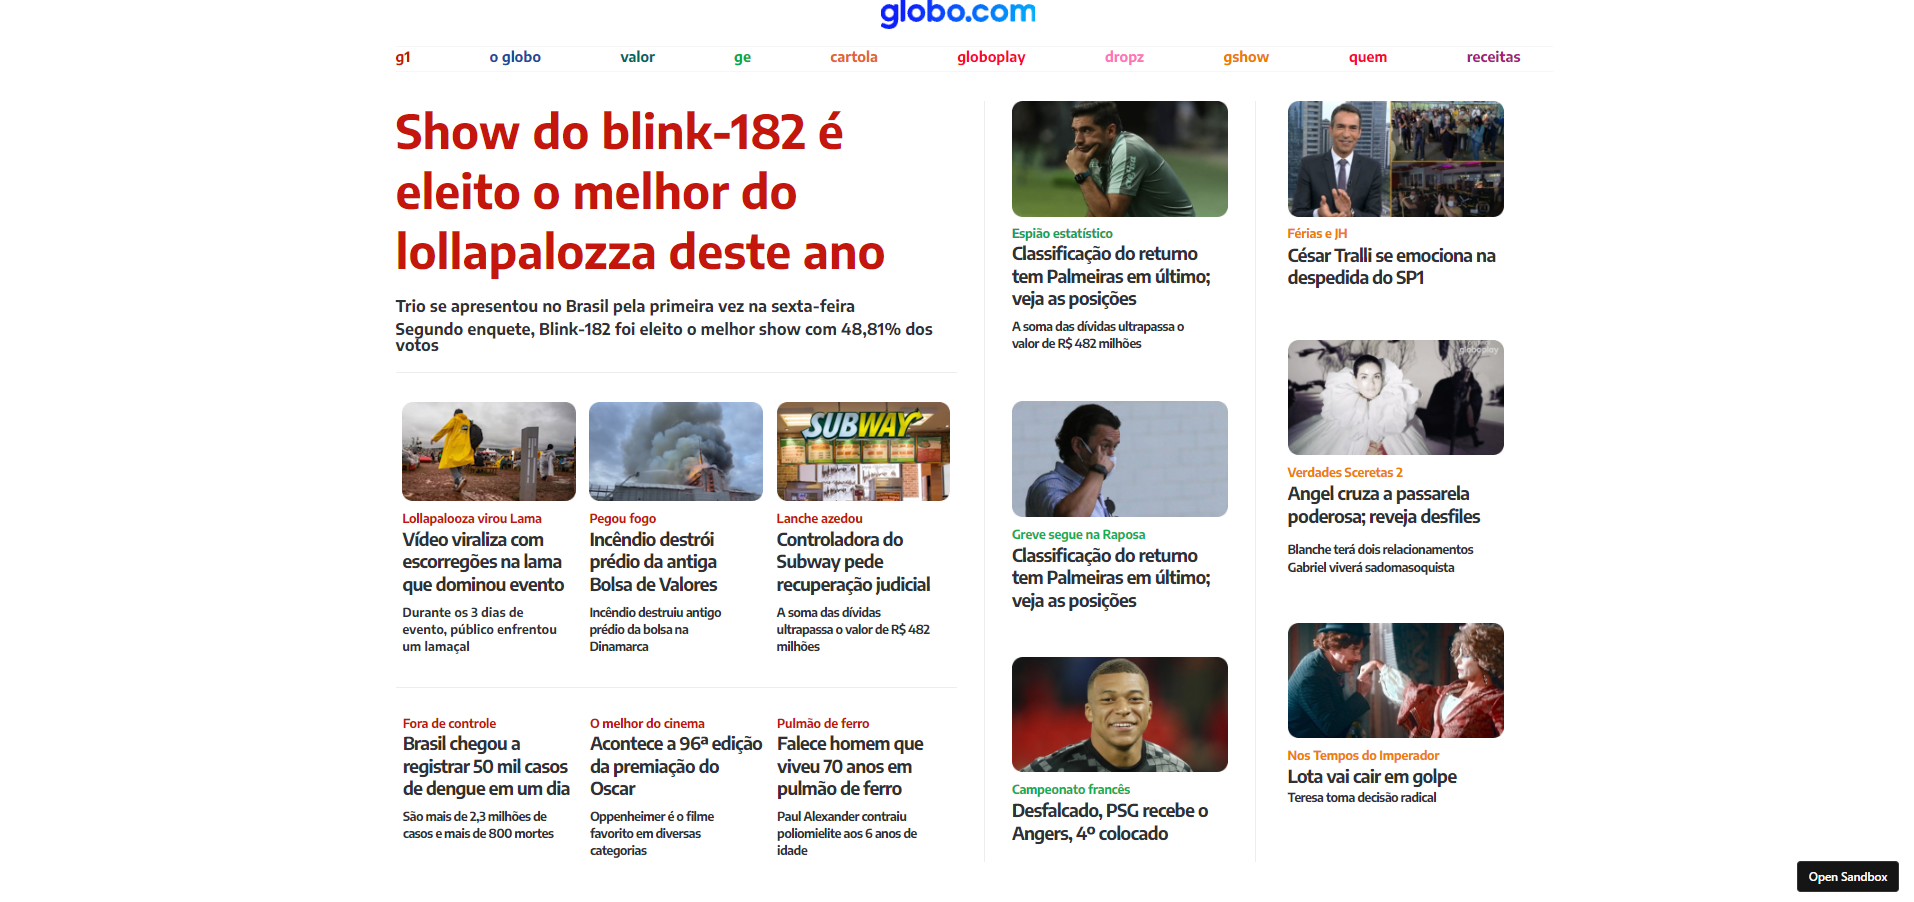 globo.com
g1 o globo valor ge cartola globoplay dropz gshow quem receitas
Show do blink-182 é
eleito o melhor do
lollapalozza deste ano
Trio se apresentou no Brasil pela primeira vez na sexta-feira
Segundo enquete, Blink-182 foi eleito o melhor show com 48,81% dos
votos
Lollapalooza virou Lama
Vídeo viraliza com
escorregões na lama
que dominou evento
Durante os 3 dias de
evento, público enfrentou
um lamaçal
Pegou fogo
Incêndio destrói
prédio da antiga
Bolsa de Valores
Incêndio destruiu antigo
prédio da bolsa na
Dinamarca
SUBWAY
Lanche azedou
Controladora do
Subway pede
recuperação judicial
A soma das dívidas
ultrapassa o valor de R$ 482
milhões
Fora de controle
Brasil chegou a
registrar 50 mil casos
de dengue em um dia
São mais de 2,3 milhões de
casos e mais de 800 mortes
O melhor do cinema
Acontece a 96ª edição
da premiação do
Oscar
Oppenheimer é o filme
favorito em diversas
categorias
Pulmão de ferro
Falece homem que
viveu 70 anos em
pulmão de ferro
Paul Alexander contraiu
poliomielite aos 6 anos de
idade
Espião estatístico
Classificação do returno
tem Palmeiras em último;
veja as posições
A soma das dívidas ultrapassa o
valor de R$ 482 milhões
Greve segue na Raposa
Classificação do returno
tem Palmeiras em último;
veja as posições
Campeonato francês
Desfalcado, PSG recebe o
Angers, 4º colocado
Férias e JH
César Tralli se emociona na
despedida do SP1
globoplay
Verdades Sceretas 2
Angel cruza a passarela
poderosa; reveja desfiles
Blanche terá dois relacionamentos
Gabriel viverá sadomasoquista
Nos Tempos do Imperador
Lota vai cair em golpe
Teresa toma decisão radical
Open Sandbox